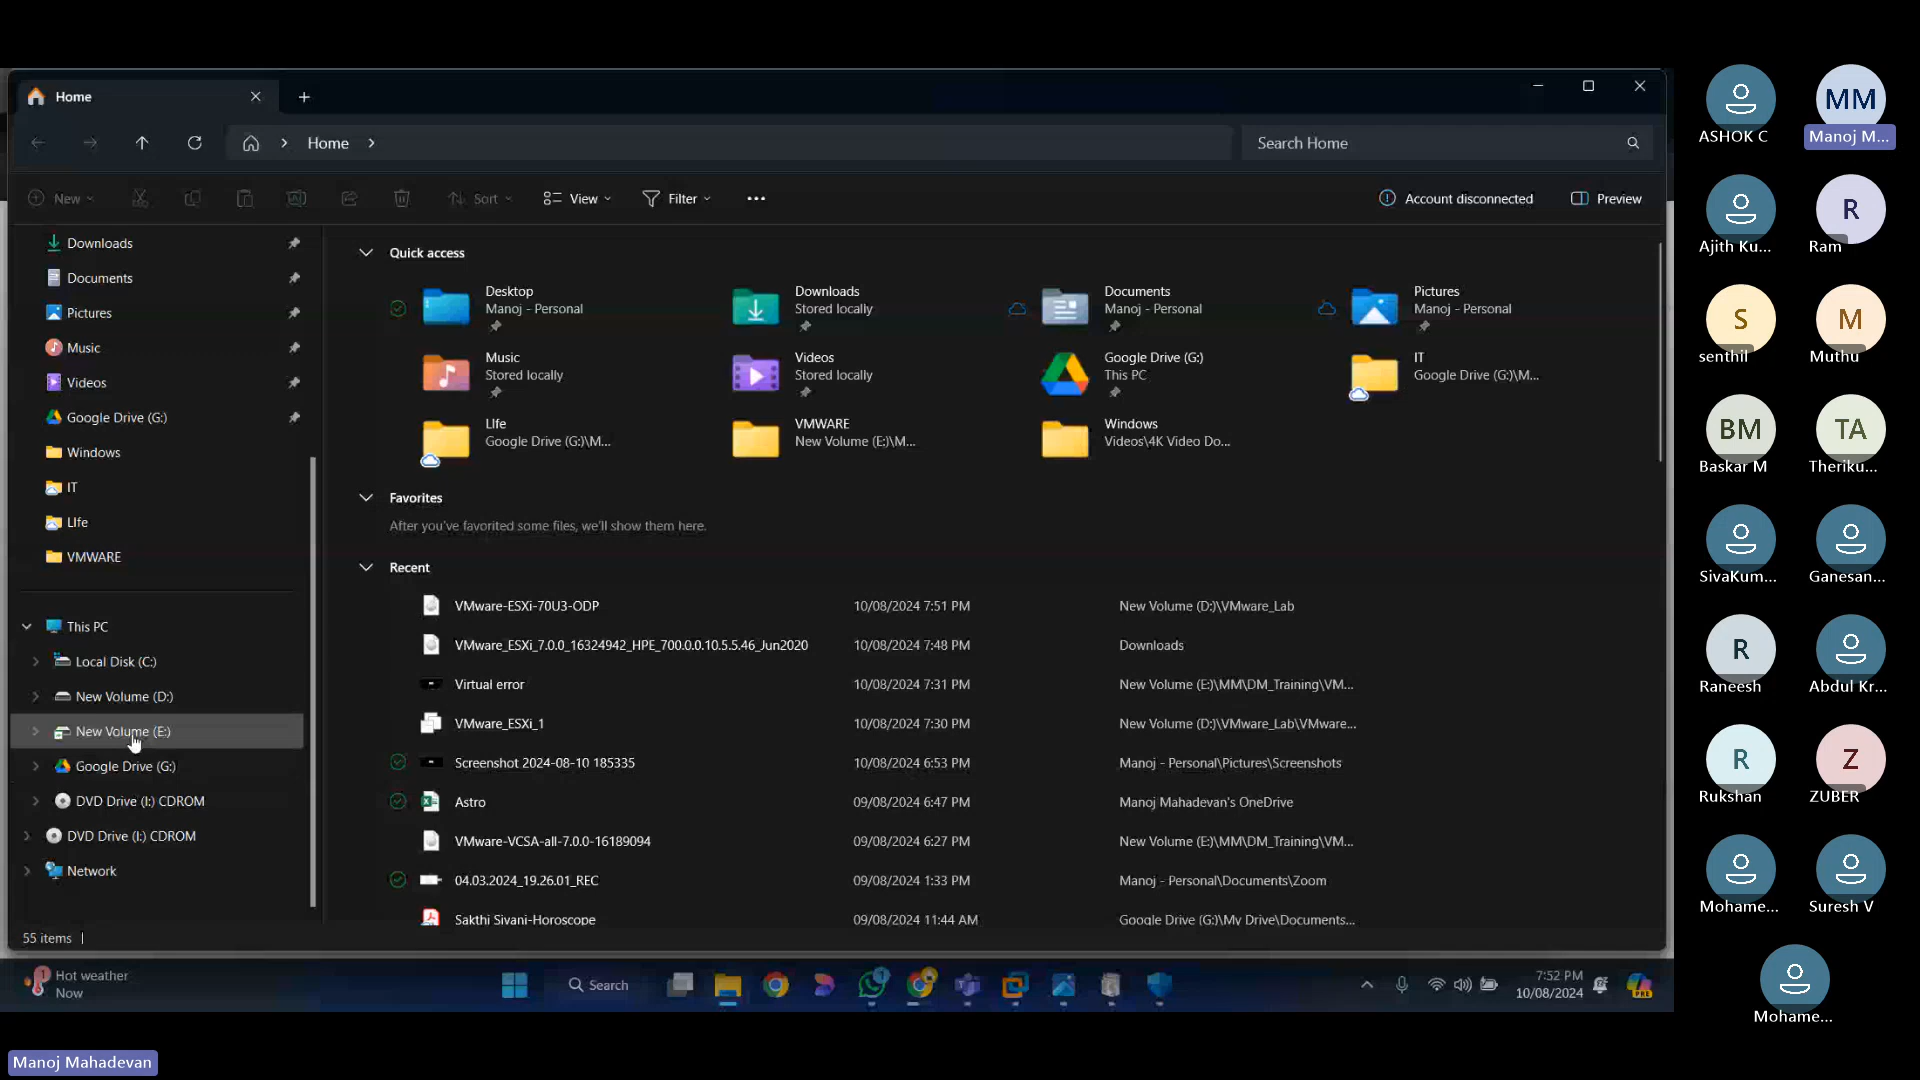 Home
Home
Search Home
New
Sort
View
Filter
Account disconnected
Preview
Downloads
Documents
Pictures
Music
Videos
Google Drive (G:)
Windows
IT
LIfe
VMWARE
This PC
Local Disk (C:)
New Volume (D:)
New Volume (E:)
Google Drive (G:)
DVD Drive (I:) CDROM
DVD Drive (I:) CDROM
Network
55 items
Quick access
Desktop
Manoj - Personal
Downloads
Stored locally
Documents
Manoj - Personal
Pictures
Manoj - Personal
Music
Stored locally
Videos
Stored locally
Google Drive (G:)
This PC
IT
Google Drive (G:)\M...
LIfe
Google Drive (G:)\M...
VMWARE
New Volume (E:)\M...
Windows
Videos\4K Video Do...
Favorites
After you've favorited some files, we'll show them here.
Recent
VMware-ESXi-70U3-ODP 10/08/2024 7:51 PM New Volume (D:)\VMware_Lab
VMware_ESXi_7.0.0_16324942_HPE_700.0.0.10.5.5.46_Jun2020 10/08/2024 7:48 PM Downloads
Virtual error 10/08/2024 7:31 PM New Volume (E:)\MM\DM_Training\VM...
VMware_ESXi_1 10/08/2024 7:30 PM New Volume (D:)\VMware_Lab\VMware...
Screenshot 2024-08-10 185335 10/08/2024 6:53 PM Manoj - Personal\Pictures\Screenshots
Astro 09/08/2024 6:47 PM Manoj Mahadevan's OneDrive
VMware-VCSA-all-7.0.0-16189094 09/08/2024 6:27 PM New Volume (E:)\MM\DM_Training\VM...
04.03.2024_19.26.01_REC 09/08/2024 1:33 PM Manoj - Personal\Documents\Zoom
Sakthi Sivani-Horoscope 09/08/2024 11:44 AM Google Drive (G:)\My Drive\Documents...
1
Hot weather
Now
Search
7:52 PM
10/08/2024
Manoj Mahadevan
ASHOK C
MM
Manoj M...
Ajith Ku...
R
Ram
S
senthil
M
Muthu
BM
Baskar M
TA
Theriku...
SivaKum...
Ganesan...
R
Raneesh
Abdul Kr...
R
Rukshan
Z
ZUBER
Mohame...
Suresh V
Mohame...